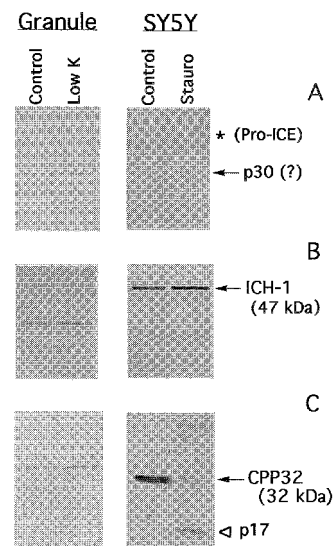 Granule SY5Y
Control Low K Control Stauro
A
* (Pro-ICE)
p30 (?)
B
ICH-1
(47 kDa)
C
CPP32
(32 kDa)
p17